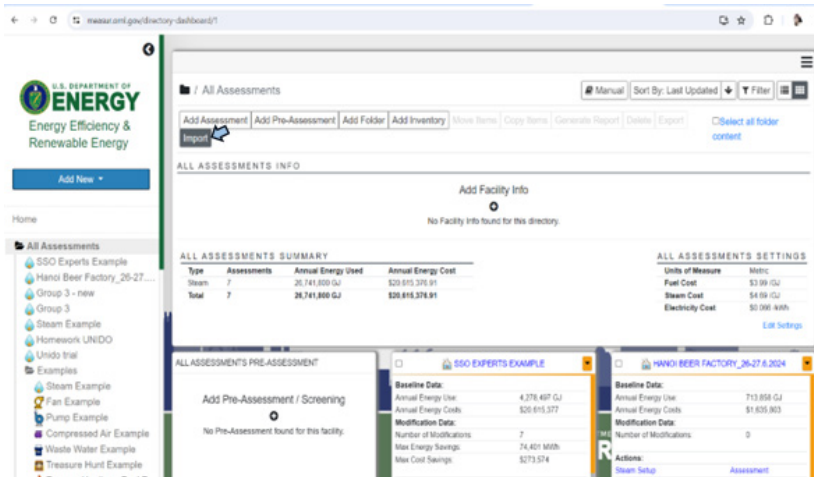 measur.ornl.gov/directory-dashboard/1
U.S. DEPARTMENT OF
ENERGY
Energy Efficiency &
Renewable Energy
Add New
Home
All Assessments
SSO Experts Example
Hanoi Beer Factory_26-27....
Group 3 - new
Group 3
Steam Example
Homework UNIDO
Unido trial
Examples
Steam Example
Fan Example
Pump Example
Compressed Air Example
Waste Water Example
Treasure Hunt Example
/ All Assessments
Manual Sort By: Last Updated Filter
Add Assessment Add Pre-Assessment Add Folder Add Inventory Move Items Copy Items Generate Report Delete Export
Select all folder
content
Import
ALL ASSESSMENTS INFO
Add Facility Info
No Facility Info found for this directory.
ALL ASSESSMENTS SUMMARY
Type Assessments Annual Energy Used Annual Energy Cost
Steam 7 26,741,800 GJ $20,615,376.91
Total 7 26,741,800 GJ $20,615,376.91
ALL ASSESSMENTS SETTINGS
Units of Measure Metric
Fuel Cost $3.99 /GJ
Steam Cost $4.69 /GJ
Electricity Cost $0.066 /kWh
Edit Settings
ALL ASSESSMENTS PRE-ASSESSMENT
Add Pre-Assessment / Screening
No Pre-Assessment found for this facility.
SSO EXPERTS EXAMPLE
Baseline Data:
Annual Energy Use: 4,278,497 GJ
Annual Energy Costs: $20,615,377
Modification Data:
Number of Modifications: 7
Max Energy Savings: 74,401 MWh
Max Cost Savings: $273,574
HANOI BEER FACTORY_26-27.6.2024
Baseline Data:
Annual Energy Use: 713,858 GJ
Annual Energy Costs: $1,635,903
Modification Data:
Number of Modifications: 0
Actions:
Steam Setup Assessment